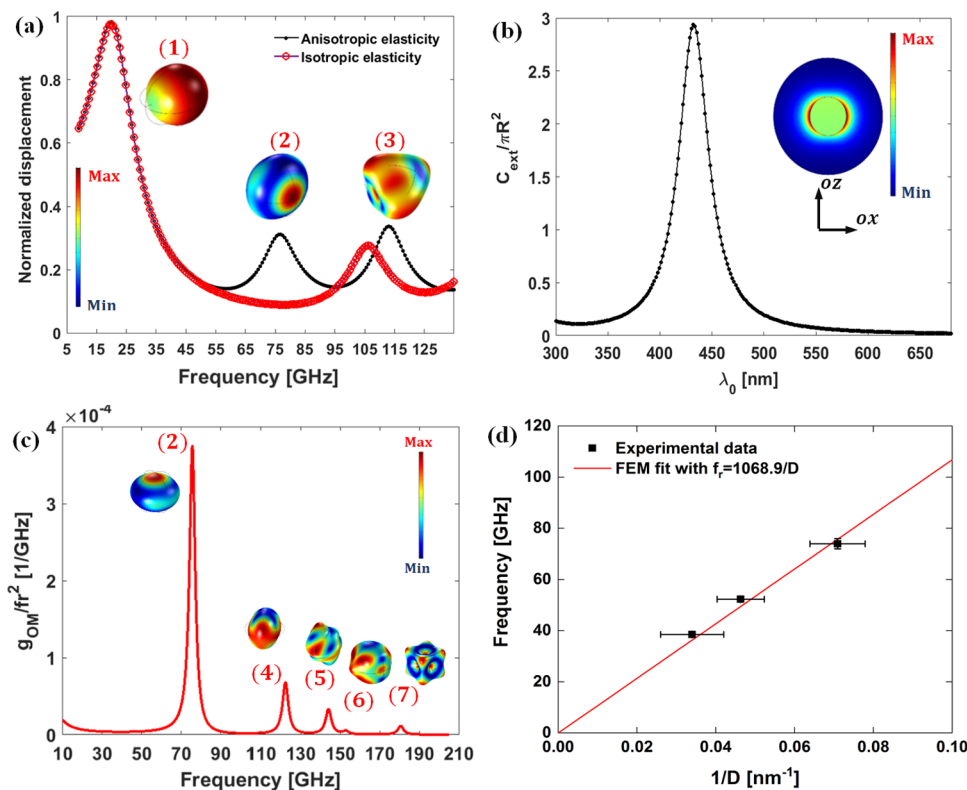 (a)
Anisotropic elasticity
Isotropic elasticity
(1)
(2)
(3)
Max
Min
Normalized displacement
1
0.8
0.6
0.4
0.2
0
5 15 25 35 45 55 65 75 85 95 105 115 125
Frequency [GHz]
(b)
Max
Min
oz
ox
C_ext/πR²
3
2.5
2
1.5
1
0.5
0
300 350 400 450 500 550 600 650
λ₀ [nm]
(c)
×10⁻⁴
(2)
Max
Min
(4)
(5)
(6)
(7)
g_OM/fr² [1/GHz]
4
3
2
1
0
10 30 50 70 90 110 130 150 170 190 210
Frequency [GHz]
(d)
Experimental data
FEM fit with fᵣ=1068.9/D
Frequency [GHz]
120
100
80
60
40
20
0
0.00 0.02 0.04 0.06 0.08 0.10
1/D [nm⁻¹]